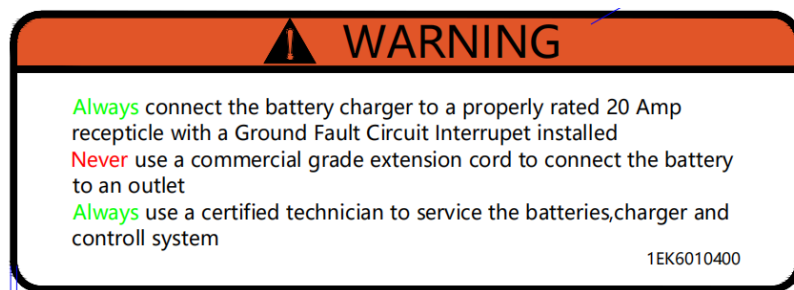 WARNING
Always connect the battery charger to a properly rated 20 Amp
recepticle with a Ground Fault Circuit Interrupet installed
Never use a commercial grade extension cord to connect the battery
to an outlet
Always use a certified technician to service the batteries,charger and
controll system
1EK6010400